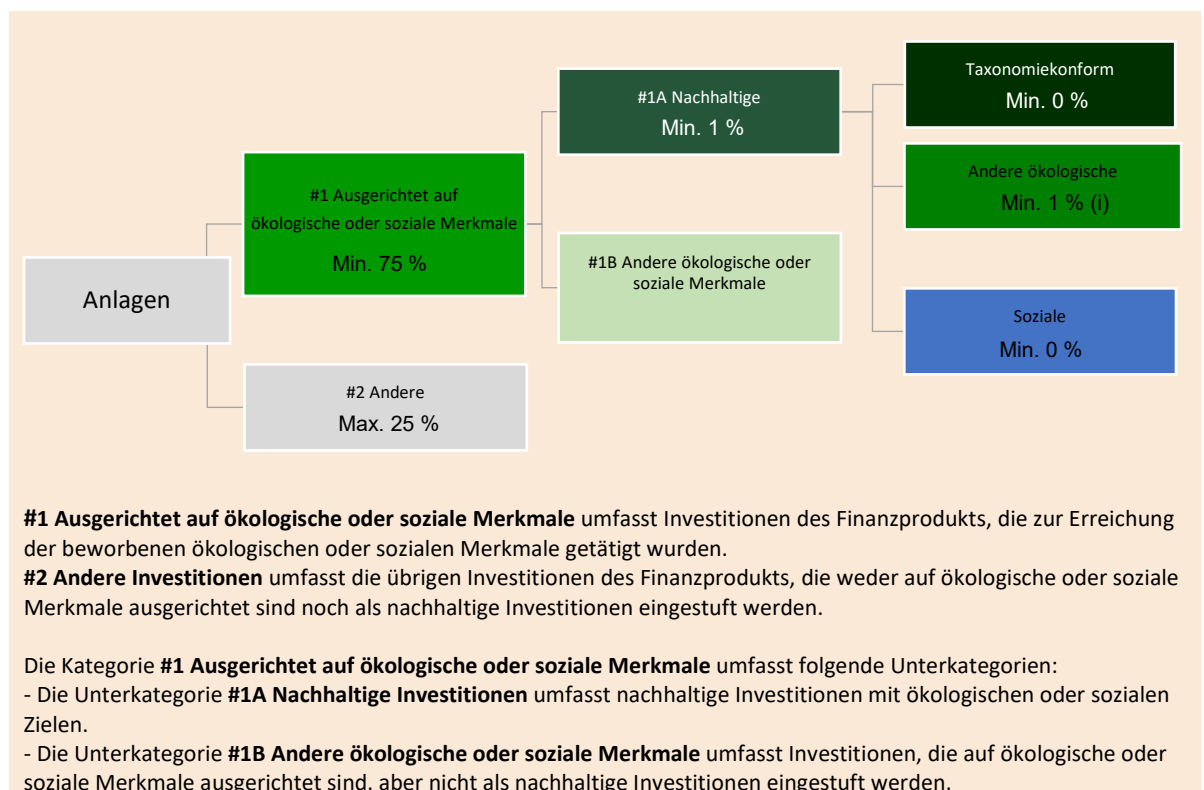 Anlagen
#1 Ausgerichtet auf
ökologische oder soziale Merkmale
Min. 75 %
#2 Andere
Max. 25 %
#1A Nachhaltige
Min. 1 %
#1B Andere ökologische oder
soziale Merkmale
Taxonomiekonform
Min. 0 %
Andere ökologische
Min. 1 % (i)
Soziale
Min. 0 %
#1 Ausgerichtet auf ökologische oder soziale Merkmale umfasst Investitionen des Finanzprodukts, die zur Erreichung
der beworbenen ökologischen oder sozialen Merkmale getätigt wurden.
#2 Andere Investitionen umfasst die übrigen Investitionen des Finanzprodukts, die weder auf ökologische oder soziale
Merkmale ausgerichtet sind noch als nachhaltige Investitionen eingestuft werden.
Die Kategorie #1 Ausgerichtet auf ökologische oder soziale Merkmale umfasst folgende Unterkategorien:
- Die Unterkategorie #1A Nachhaltige Investitionen umfasst nachhaltige Investitionen mit ökologischen oder sozialen
Zielen.
- Die Unterkategorie #1B Andere ökologische oder soziale Merkmale umfasst Investitionen, die auf ökologische oder
soziale Merkmale ausgerichtet sind, aber nicht als nachhaltige Investitionen eingestuft werden.